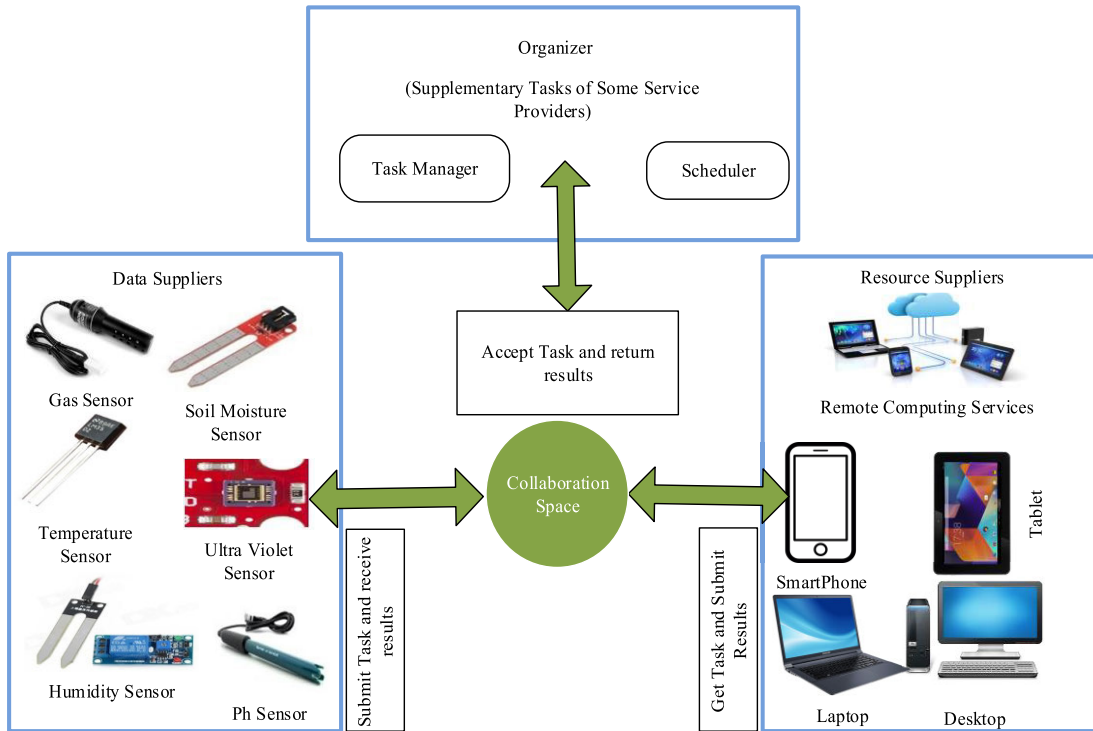 Organizer
(Supplementary Tasks of Some Service
Providers)
Task Manager
Scheduler
Data Suppliers
Gas Sensor
Soil Moisture
Sensor
Temperature
Sensor
Ultra Violet
Sensor
Humidity Sensor
Ph Sensor
Submit Task and receive
results
Accept Task and return
results
Collaboration
Space
Get Task and Submit
Results
Resource Suppliers
Remote Computing Services
SmartPhone
Tablet
17:38
Laptop
Desktop